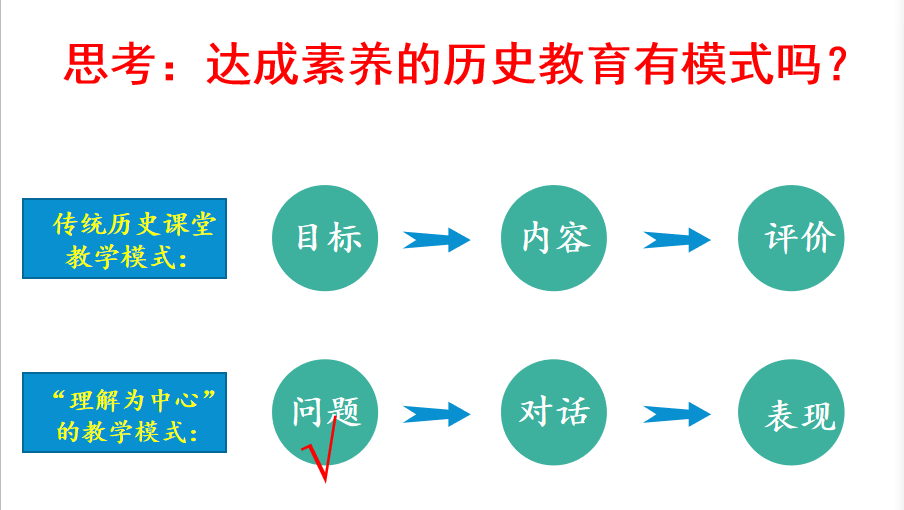 思考：达成素养的历史教育有模式吗？
传统历史课堂
教学模式：
目标
内容
评价
“理解为中心”
的教学模式：
问题
对话
表现